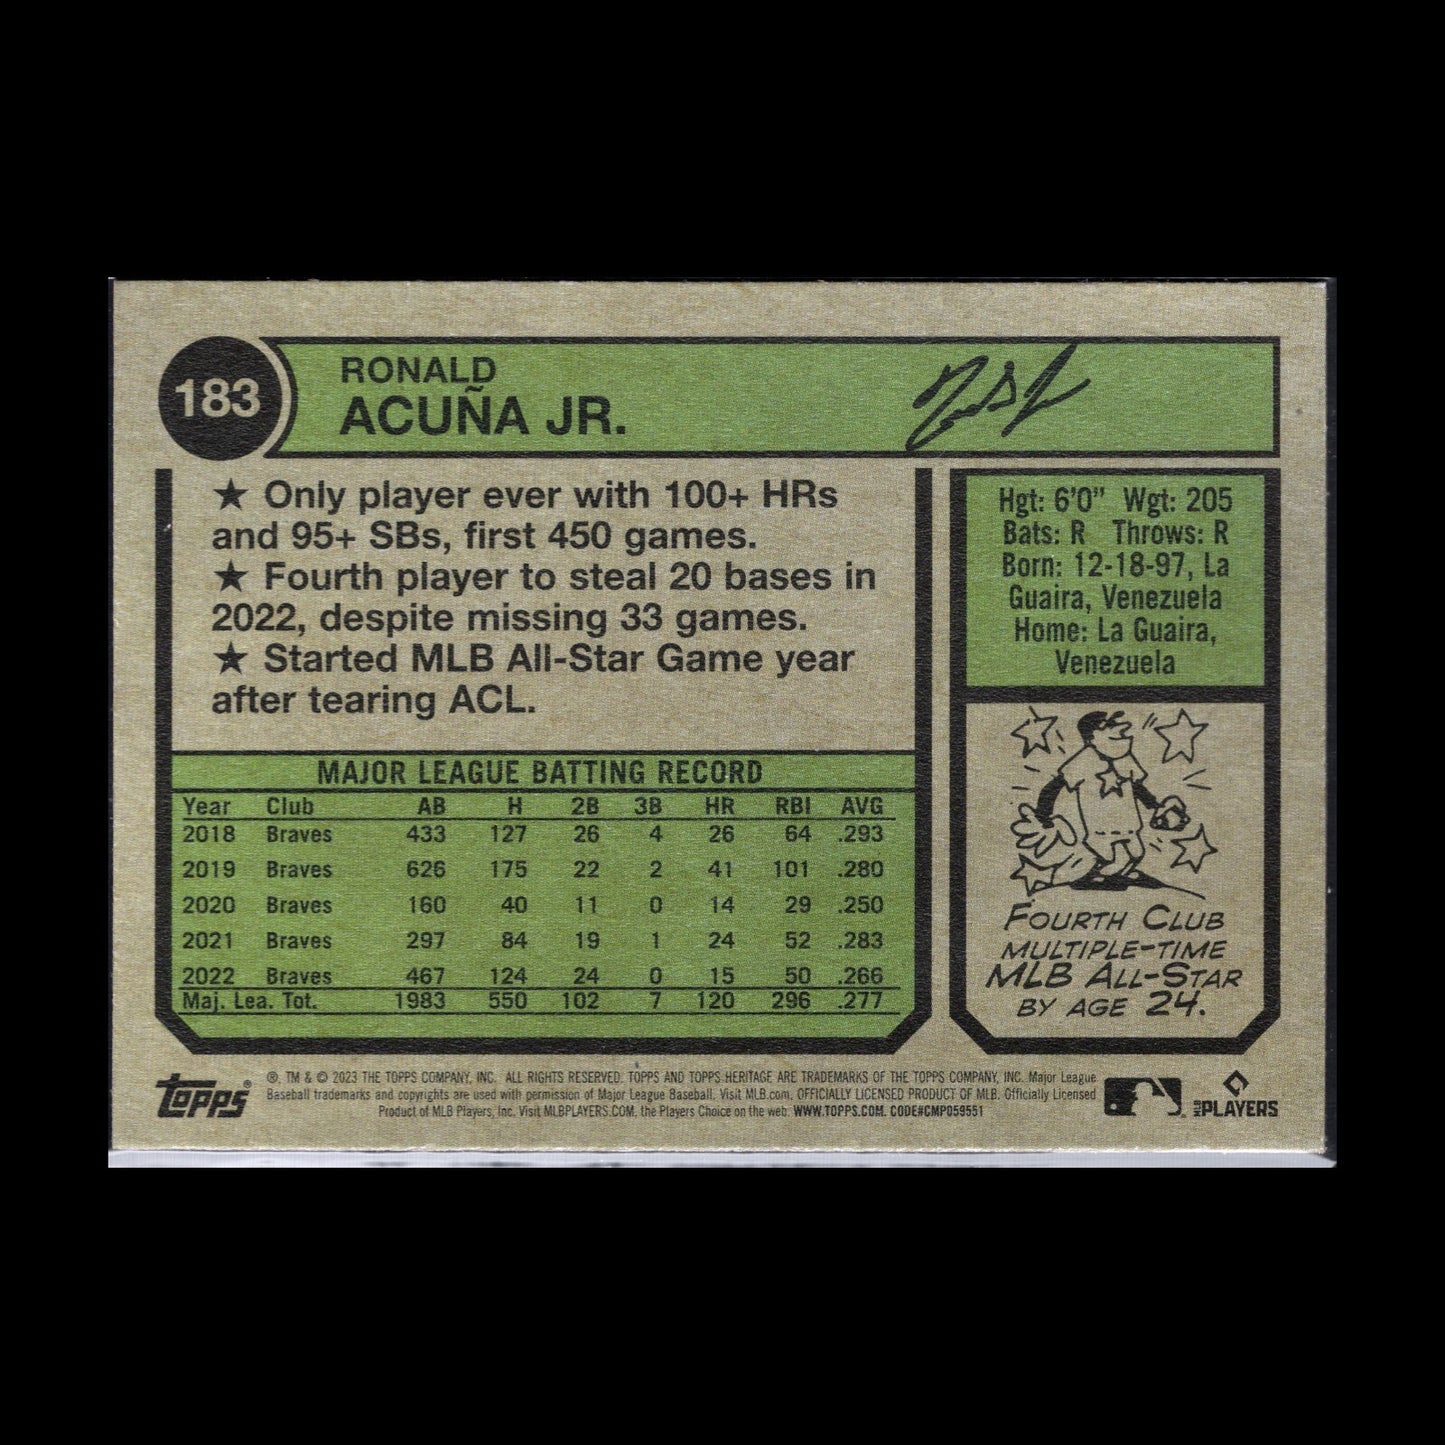 183
RONALD
ACUÑA JR.
★ Only player ever with 100+ HRs
and 95+ SBs, first 450 games.
★ Fourth player to steal 20 bases in
2022, despite missing 33 games.
★ Started MLB All-Star Game year
after tearing ACL.
Hgt: 6'0" Wgt: 205
Bats: R Throws: R
Born: 12-18-97, La
Guaira, Venezuela
Home: La Guaira,
Venezuela
MAJOR LEAGUE BATTING RECORD
Year Club AB H 2B 3B HR RBI AVG
2018 Braves 433 127 26 4 26 64 .293
2019 Braves 626 175 22 2 41 101 .280
2020 Braves 160 40 11 0 14 29 .250
2021 Braves 297 84 19 1 24 52 .283
2022 Braves 467 124 24 0 15 50 .266
Maj. Lea. Tot. 1983 550 102 7 120 296 .277
FOURTH CLUB
MULTIPLE-TIME
MLB ALL-STAR
BY AGE 24.
TOPPS®
®, TM & © 2023 THE TOPPS COMPANY, INC. ALL RIGHTS RESERVED. TOPPS AND TOPPS HERITAGE ARE TRADEMARKS OF THE TOPPS COMPANY, INC. Major League
Baseball trademarks and copyrights are used with permission of Major League Baseball. Visit MLB.com. OFFICIALLY LICENSED PRODUCT OF MLB. Officially Licensed
Product of MLB Players, Inc. Visit MLBPLAYERS.COM, the Players Choice on the web. WWW.TOPPS.COM. CODE#CMP059551
MLB PLAYERS